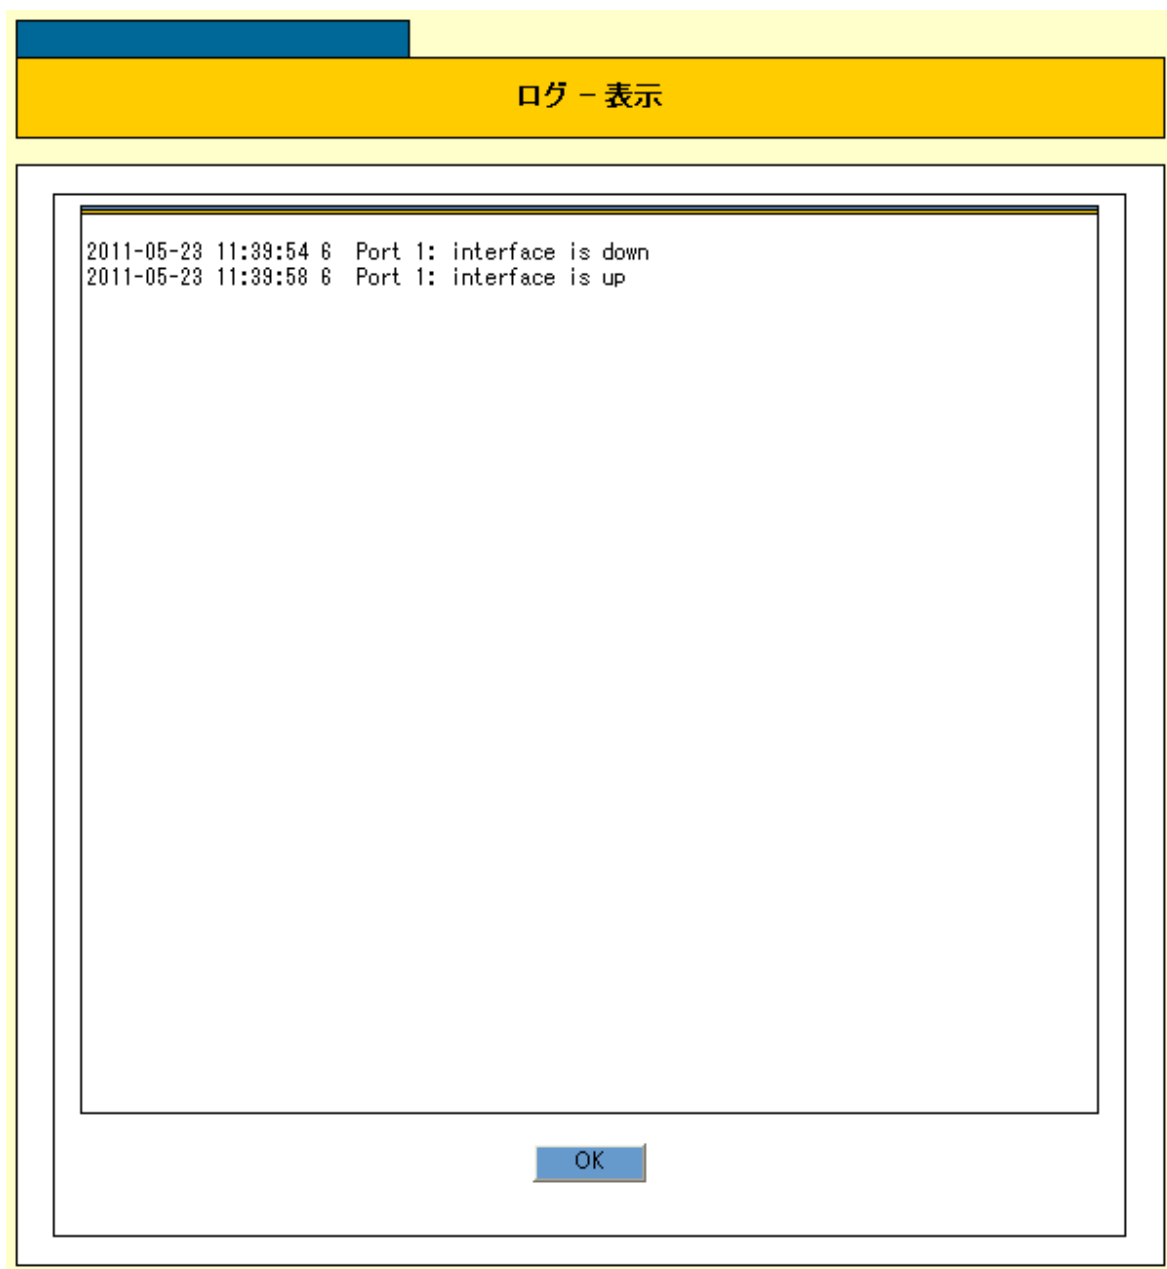 ログ − 表示
2011-05-23 11:39:54 6  Port 1: interface is down
2011-05-23 11:39:58 6  Port 1: interface is up
OK